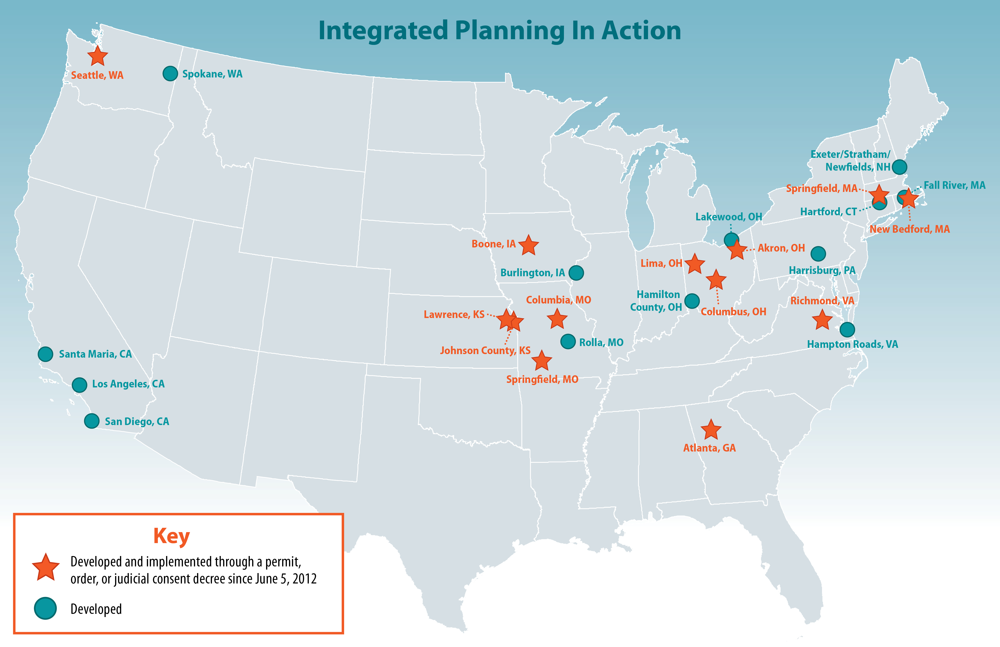 Integrated Planning In Action
Seattle, WA
Spokane, WA
Exeter/Stratham/
Newfields, NH
Springfield, MA
Fall River, MA
Hartford, CT
New Bedford, MA
Lakewood, OH
Akron, OH
Boone, IA
Lima, OH
Burlington, IA
Harrisburg, PA
Hamilton
County, OH
Columbus, OH
Columbia, MO
Richmond, VA
Lawrence, KS
Johnson County, KS
Rolla, MO
Hampton Roads, VA
Santa Maria, CA
Springfield, MO
Los Angeles, CA
San Diego, CA
Atlanta, GA
Key
Developed and implemented through a permit,
order, or judicial consent decree since June 5, 2012
Developed